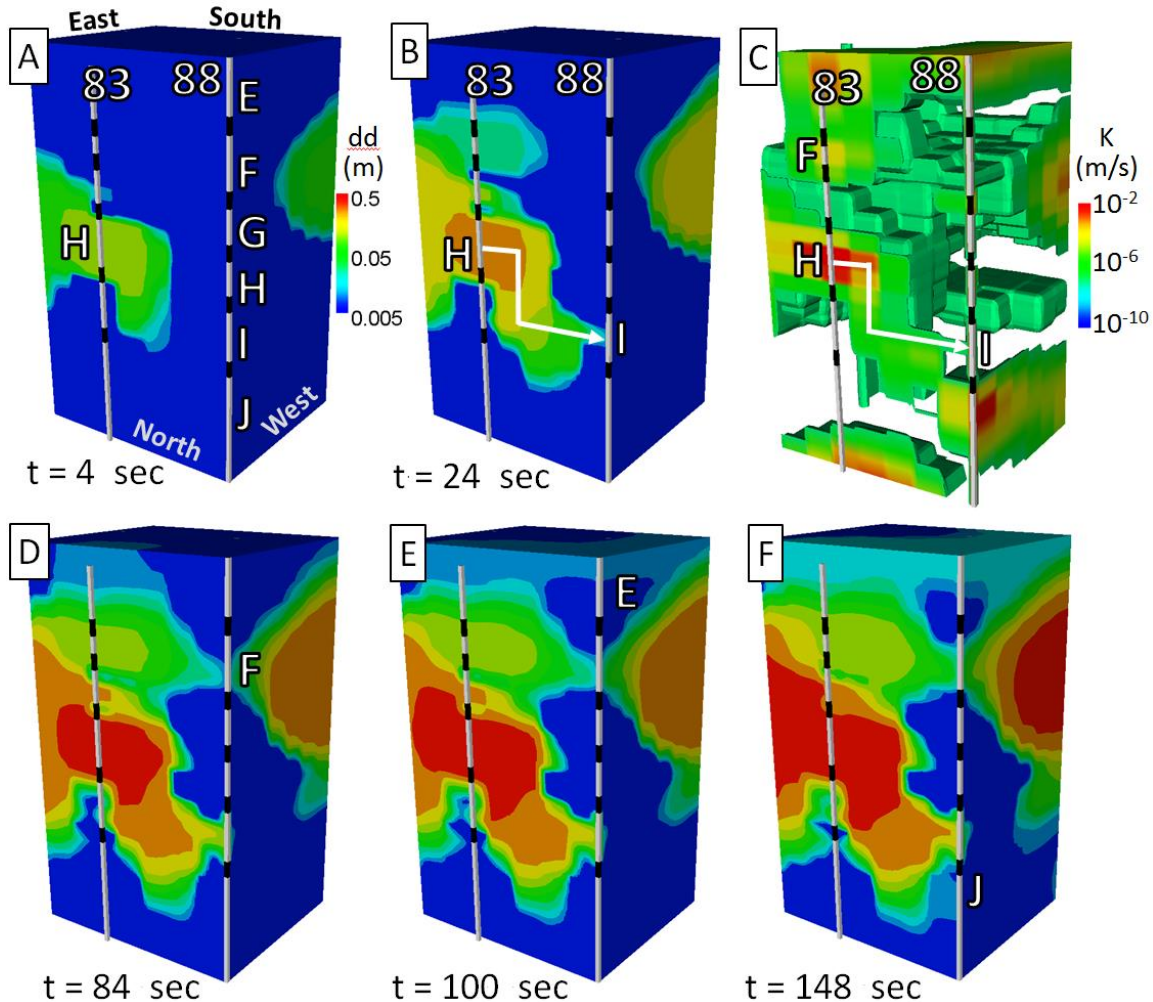 East South
A
83 88
E
F
G
H
H
I
J
North West
t = 4 sec
dd
(m)
0.5
0.05
0.005
B
83 88
H
I
t = 24 sec
C
83 88
F
H
I
K
(m/s)
10-2
10-6
10-10
D
F
t = 84 sec
E
E
t = 100 sec
F
J
t = 148 sec